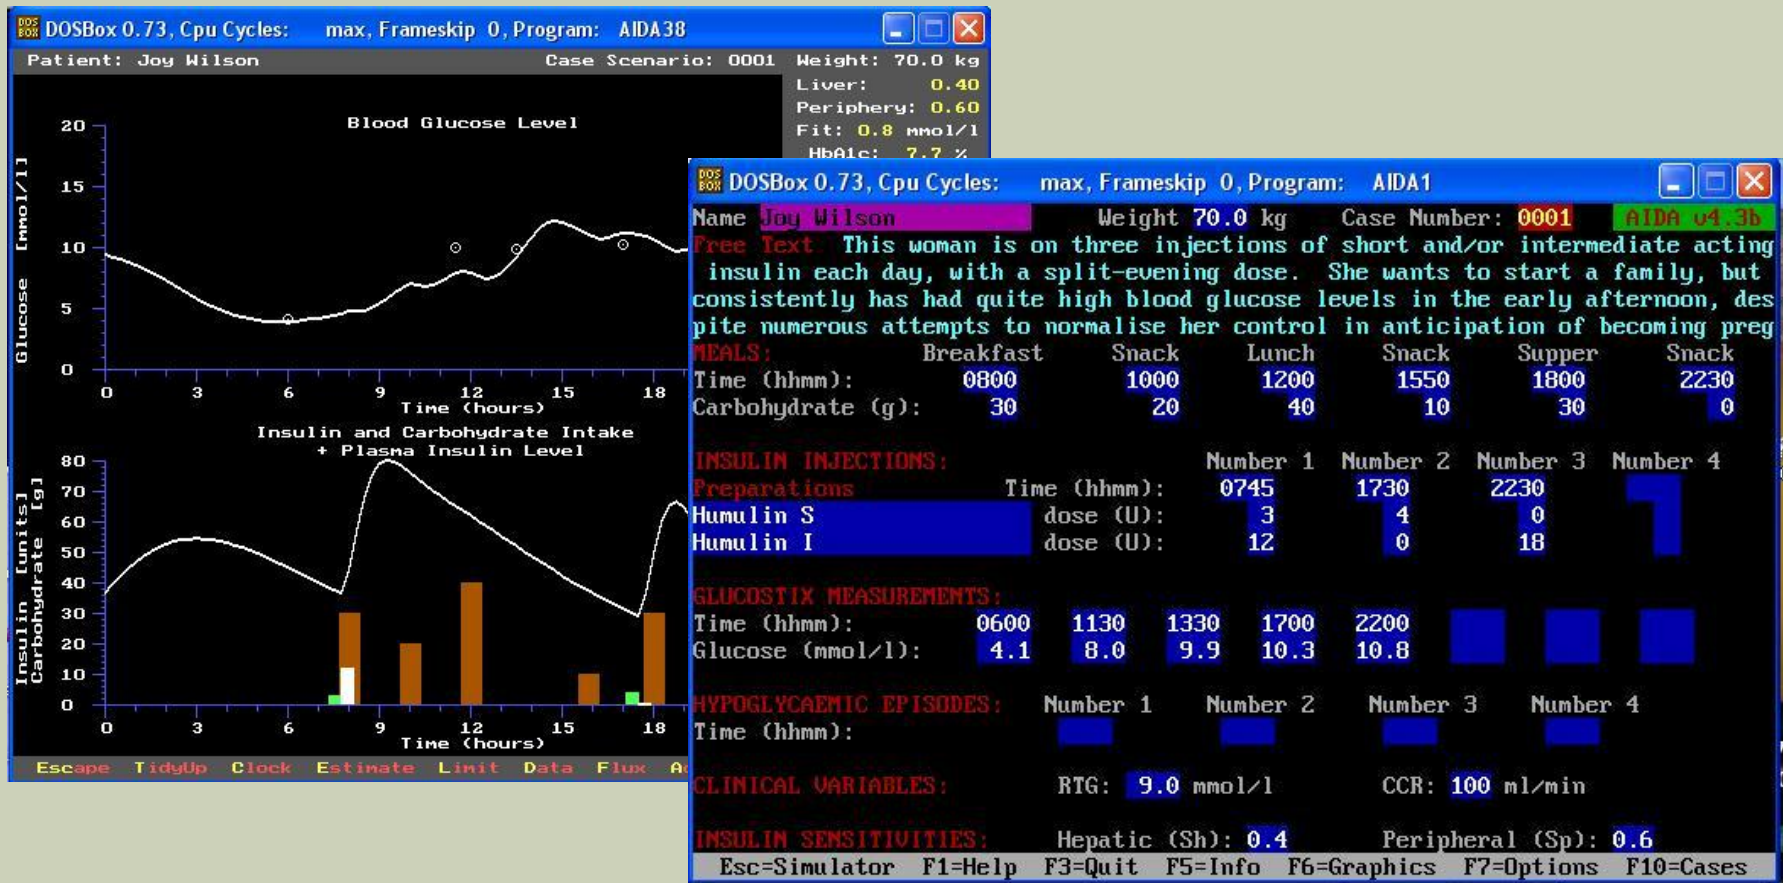 DOSBox 0.73, Cpu Cycles: max, Frameskip 0, Program: AIDA38
Patient: Joy Wilson Case Scenario: 0001 Weight: 70.0 kg
Liver: 0.40
Periphery: 0.60
Fit: 0.8 mmol/l
HbA1c: 7.7 %
Blood Glucose Level
Glucose [mmol/l]
20
15
10
5
0
0 3 6 9 12 15 18
Time (hours)
Insulin and Carbohydrate Intake
+ Plasma Insulin Level
Insulin [units]
Carbohydrate [g]
80
70
60
50
40
30
20
10
0
0 3 6 9 12 15 18
Time (hours)
Escape TidyUp Clock Estimate Limit Data Flux
DOSBox 0.73, Cpu Cycles: max, Frameskip 0, Program: AIDA1
Name Joy Wilson Weight 70.0 kg Case Number: 0001 AIDA v4.3b
Free Text This woman is on three injections of short and/or intermediate acting
insulin each day, with a split-evening dose. She wants to start a family, but
consistently has had quite high blood glucose levels in the early afternoon, des
pite numerous attempts to normalise her control in anticipation of becoming preg
MEALS: Breakfast Snack Lunch Snack Supper Snack
Time (hhmm): 0800 1000 1200 1550 1800 2230
Carbohydrate (g): 30 20 40 10 30 0
INSULIN INJECTIONS: Number 1 Number 2 Number 3 Number 4
Preparations Time (hhmm): 0745 1730 2230
Humulin S dose (U): 3 4 0
Humulin I dose (U): 12 0 18
GLUCOSTIX MEASUREMENTS:
Time (hhmm): 0600 1130 1330 1700 2200
Glucose (mmol/l): 4.1 8.0 9.9 10.3 10.8
HYPOGLYCAEMIC EPISODES: Number 1 Number 2 Number 3 Number 4
Time (hhmm):
CLINICAL VARIABLES: RTG: 9.0 mmol/l CCR: 100 ml/min
INSULIN SENSITIVITIES: Hepatic (Sh): 0.4 Peripheral (Sp): 0.6
Esc=Simulator F1=Help F3=Quit F5=Info F6=Graphics F7=Options F10=Cases